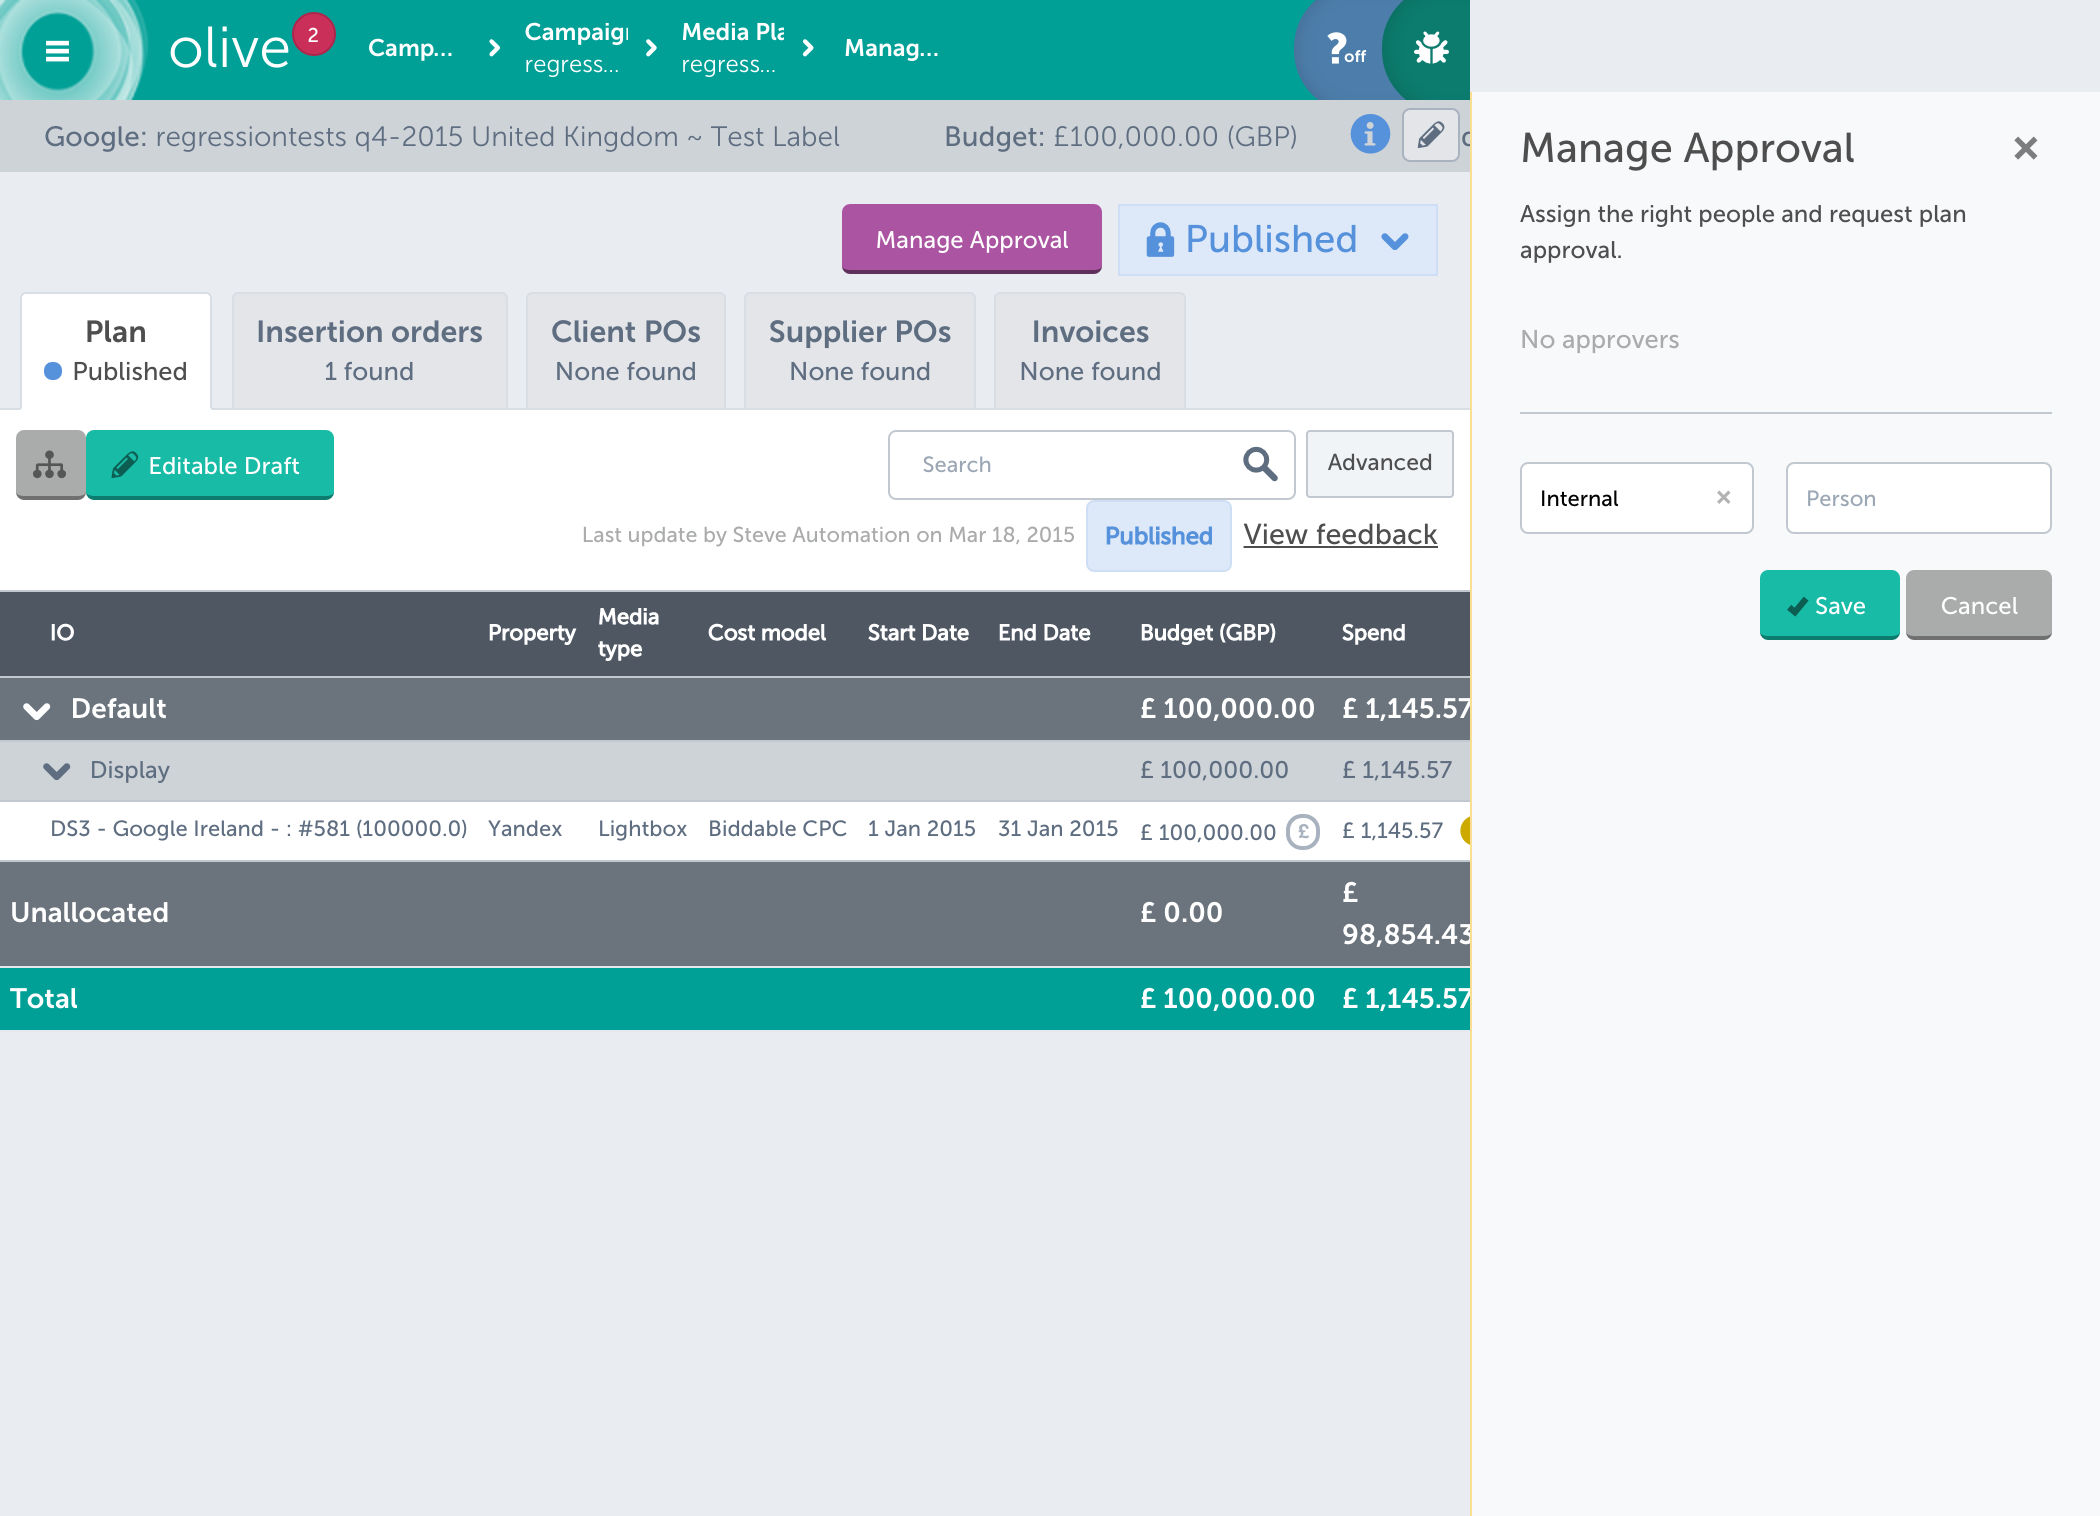 olive
2
Camp...
Campaig
regress...
Media Pla
regress...
Manag...
?off
Google: regressiontests q4-2015 United Kingdom ~ Test Label
Budget: £100,000.00 (GBP)
Manage Approval
Published
Plan
Published
Insertion orders
1 found
Client POs
None found
Supplier POs
None found
Invoices
None found
Editable Draft
Search
Advanced
Last update by Steve Automation on Mar 18, 2015
Published
View feedback
IO
Property
Media
type
Cost model
Start Date
End Date
Budget (GBP)
Spend
Default
£ 100,000.00
£ 1,145.57
Display
£ 100,000.00
£ 1,145.57
DS3 - Google Ireland - : #581 (100000.0)
Yandex
Lightbox
Biddable CPC
1 Jan 2015
31 Jan 2015
£ 100,000.00
£
£ 1,145.57
Unallocated
£ 0.00
£
98,854.43
Total
£ 100,000.00
£ 1,145.57
Manage Approval
Assign the right people and request plan
approval.
No approvers
Internal
Person
Save
Cancel